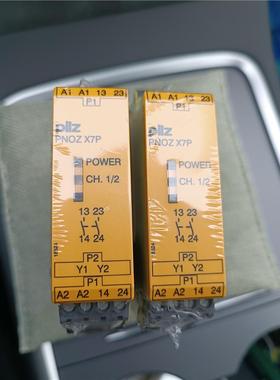 A1 A1 13 23
P1
pilz
PNOZ X7P
POWER
CH. 1/2
13 23
14 24
P2
Y1 Y2
P1
A2 A2 14 24
A1 A1 13 23
P1
pilz
PNOZ X7P
POWER
CH. 1/2
13 23
14 24
P2
Y1 Y2
P1
A2 A2 14 24